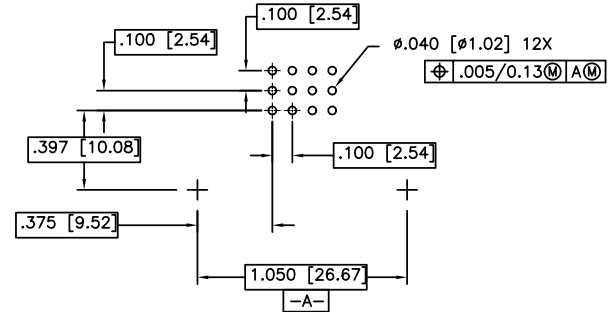 .100 [2.54]
.100 [2.54]
ø.040 [ø1.02] 12X
⌖ .005/0.13Ⓜ AⓂ
.397 [10.08]
.100 [2.54]
.375 [9.52]
1.050 [26.67]
-A-